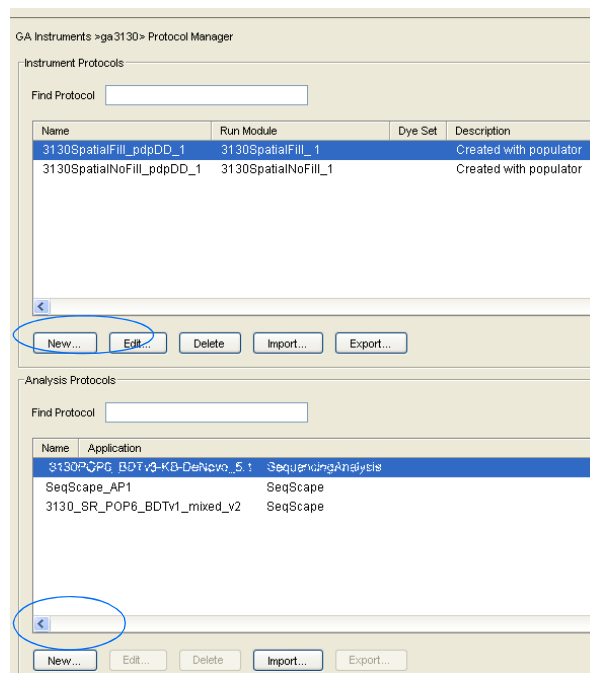 GA Instruments >ga3130> Protocol Manager
Instrument Protocols
Find Protocol
Name Run Module Dye Set Description
3130SpatialFill_pdpDD_1 3130SpatialFill_ 1 Created with populator
3130SpatialNoFill_pdpDD_1 3130SpatialNoFill_1 Created with populator
New... Edit... Delete Import... Export...
Analysis Protocols
Find Protocol
Name Application
3130POP6_BDTv3-KB-DeNovo_5.1 SequencingAnalysis
SeqScape_AP1 SeqScape
3130_SR_POP6_BDTv1_mixed_v2 SeqScape
New... Edit... Delete Import... Export...